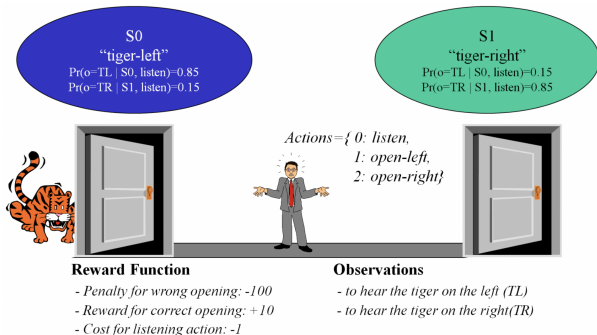 S0
“tiger-left”
Pr(o=TL | S0, listen)=0.85
Pr(o=TR | S1, listen)=0.15
S1
“tiger-right”
Pr(o=TL | S0, listen)=0.15
Pr(o=TR | S1, listen)=0.85
Actions={ 0: listen,
1: open-left,
2: open-right}
Reward Function
- Penalty for wrong opening: -100
- Reward for correct opening: +10
- Cost for listening action: -1
Observations
- to hear the tiger on the left (TL)
- to hear the tiger on the right(TR)